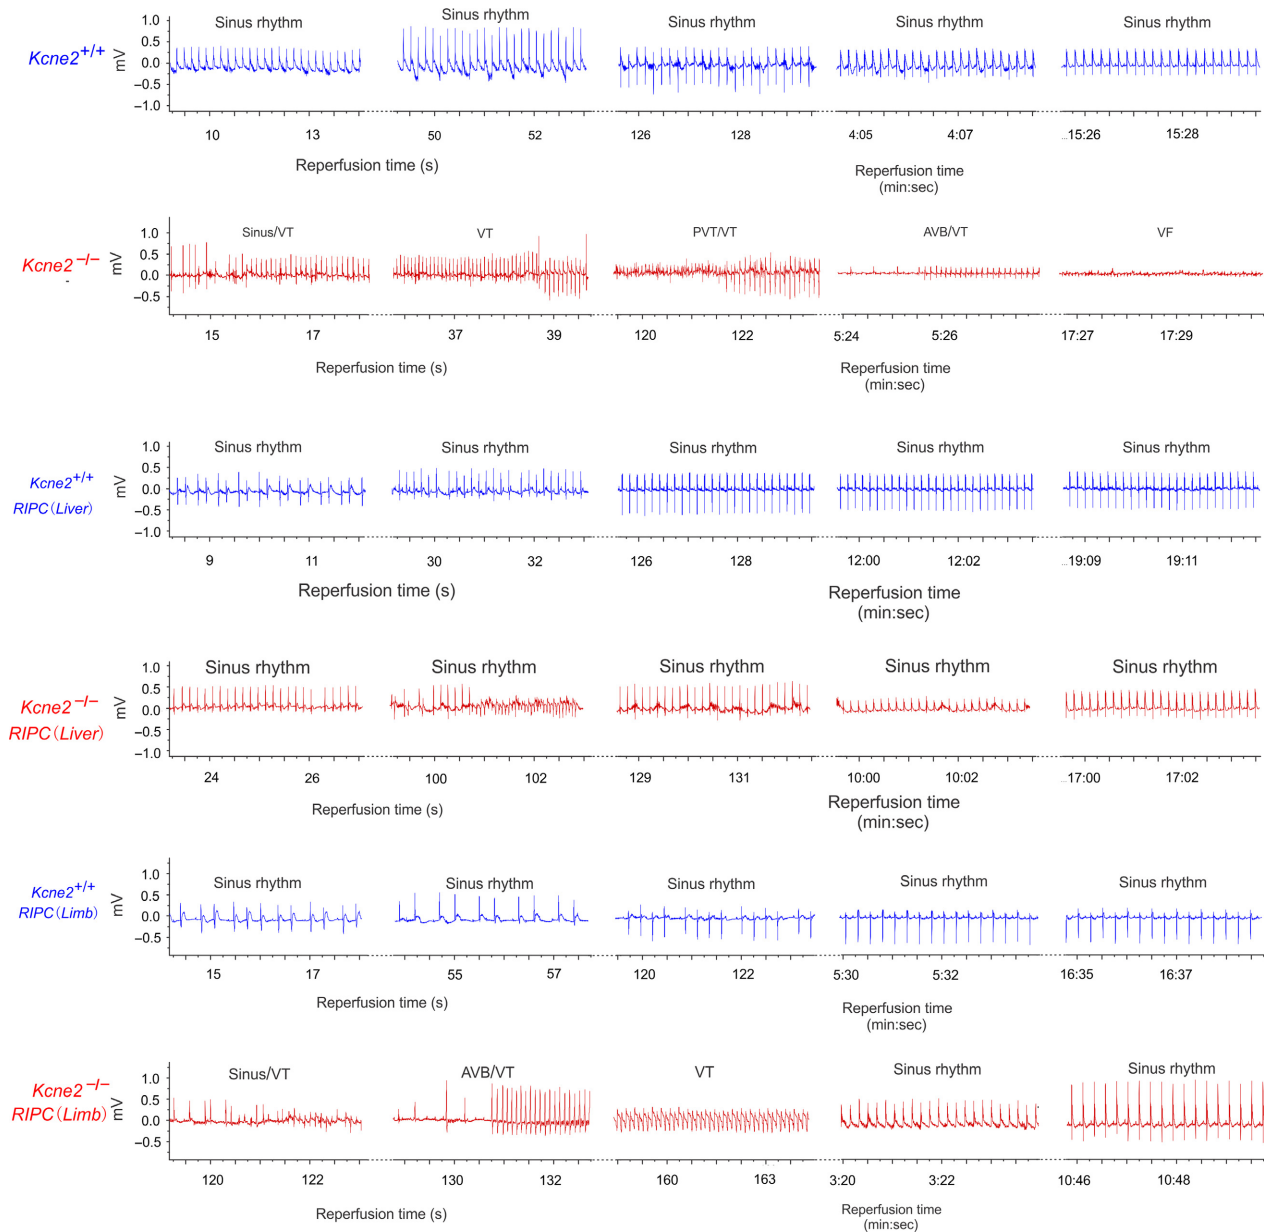 Sinus rhythm Sinus rhythm Sinus rhythm Sinus rhythm Sinus rhythm
Kcne2+/+
mV
1.0
0.5
0.0
−0.5
−1.0
10 13 50 52 126 128 4:05 4:07 ...15:26 15:28
Reperfusion time (s)
Reperfusion time
(min:sec)
Sinus/VT VT PVT/VT AVB/VT VF
Kcne2−/−
-
mV
1.0
0.5
0.0
−0.5
15 17 37 39 120 122 5:24 5:26 17:27 17:29
Reperfusion time (s)
Reperfusion time
(min:sec)
Sinus rhythm Sinus rhythm Sinus rhythm Sinus rhythm Sinus rhythm
Kcne2+/+
RIPC(Liver)
mV
1.0
0.5
0.0
−0.5
−1.0
9 11 30 32 126 128 12:00 12:02 ...19:09 19:11
Reperfusion time (s)
Reperfusion time
(min:sec)
Sinus rhythm Sinus rhythm Sinus rhythm Sinus rhythm Sinus rhythm
Kcne2−/−
RIPC(Liver)
mV
1.0
0.5
0.0
−0.5
−1.0
24 26 100 102 129 131 10:00 10:02 ...17:00 17:02
Reperfusion time (s)
Reperfusion time
(min:sec)
Sinus rhythm Sinus rhythm Sinus rhythm Sinus rhythm Sinus rhythm
Kcne2+/+
RIPC(Limb)
mV
1.0
0.5
0.0
−0.5
15 17 55 57 120 122 5:30 5:32 16:35 16:37
Reperfusion time (s)
Reperfusion time
(min:sec)
Sinus/VT AVB/VT VT Sinus rhythm Sinus rhythm
Kcne2−/−
RIPC(Limb)
mV
1.0
0.5
0.0
−0.5
120 122 130 132 160 163 3:20 3:22 10:46 10:48
Reperfusion time (s)
Reperfusion time
(min:sec)